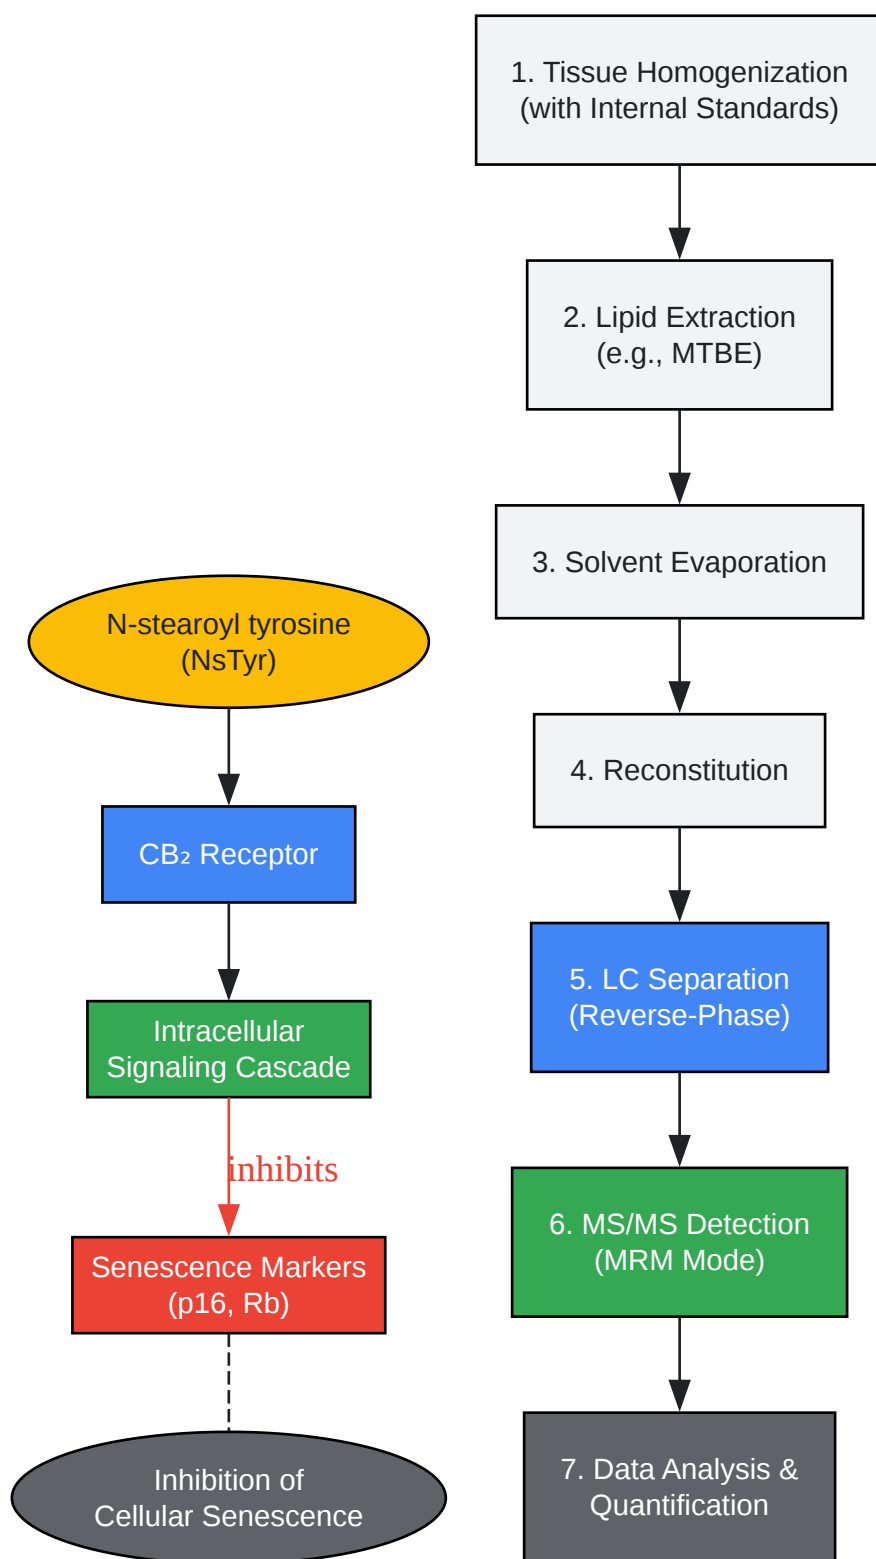 N-stearoyl tyrosine
(NsTyr)
CB₂ Receptor
Intracellular
Signaling Cascade
inhibits
Senescence Markers
(p16, Rb)
Inhibition of
Cellular Senescence
1. Tissue Homogenization
(with Internal Standards)
2. Lipid Extraction
(e.g., MTBE)
3. Solvent Evaporation
4. Reconstitution
5. LC Separation
(Reverse-Phase)
6. MS/MS Detection
(MRM Mode)
7. Data Analysis &
Quantification